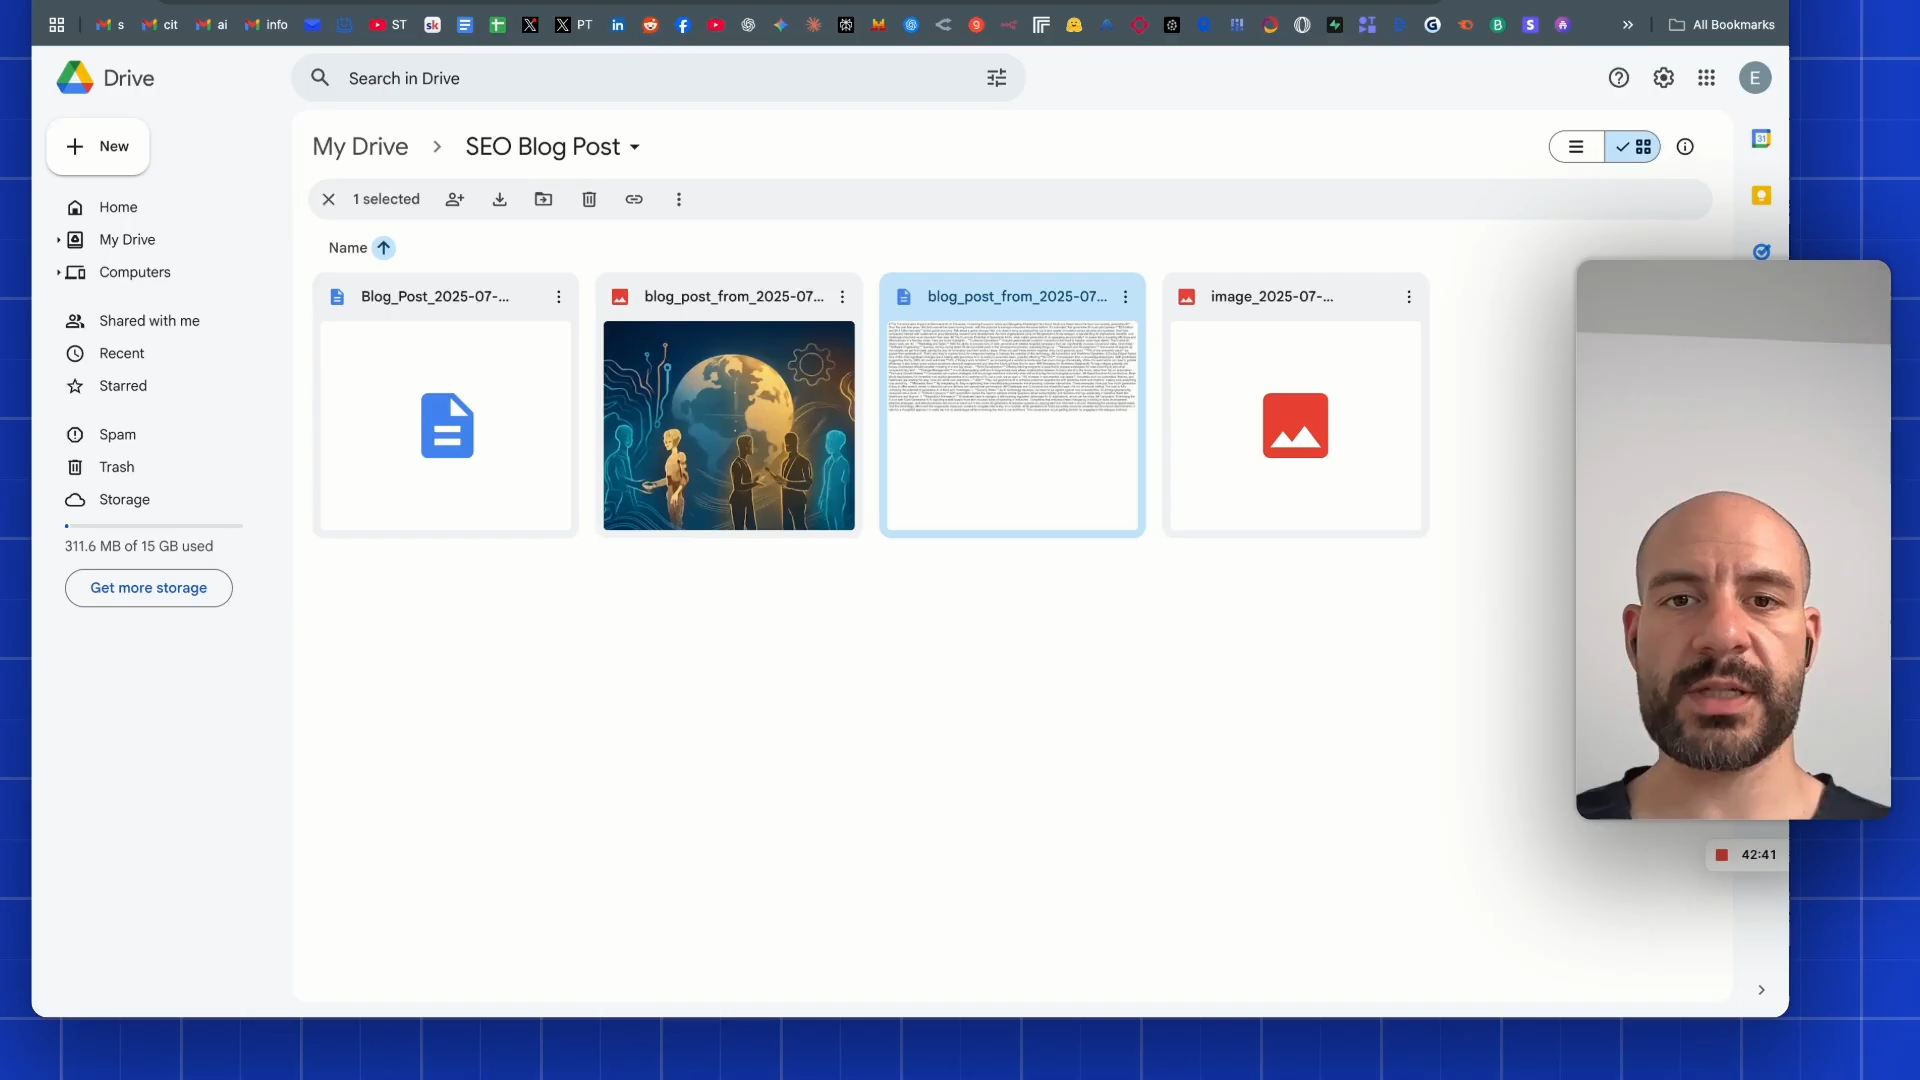 s
cit
ai
info
ST
PT
All Bookmarks
Drive
Search in Drive
E
New
My Drive
SEO Blog Post
31
Home
1 selected
My Drive
Computers
Name
Blog_Post_2025-07-...
blog_post_from_2025-07...
blog_post_from_2025-07...
image_2025-07-...
Shared with me
Recent
Starred
Spam
Trash
Storage
311.6 MB of 15 GB used
Get more storage
42:41